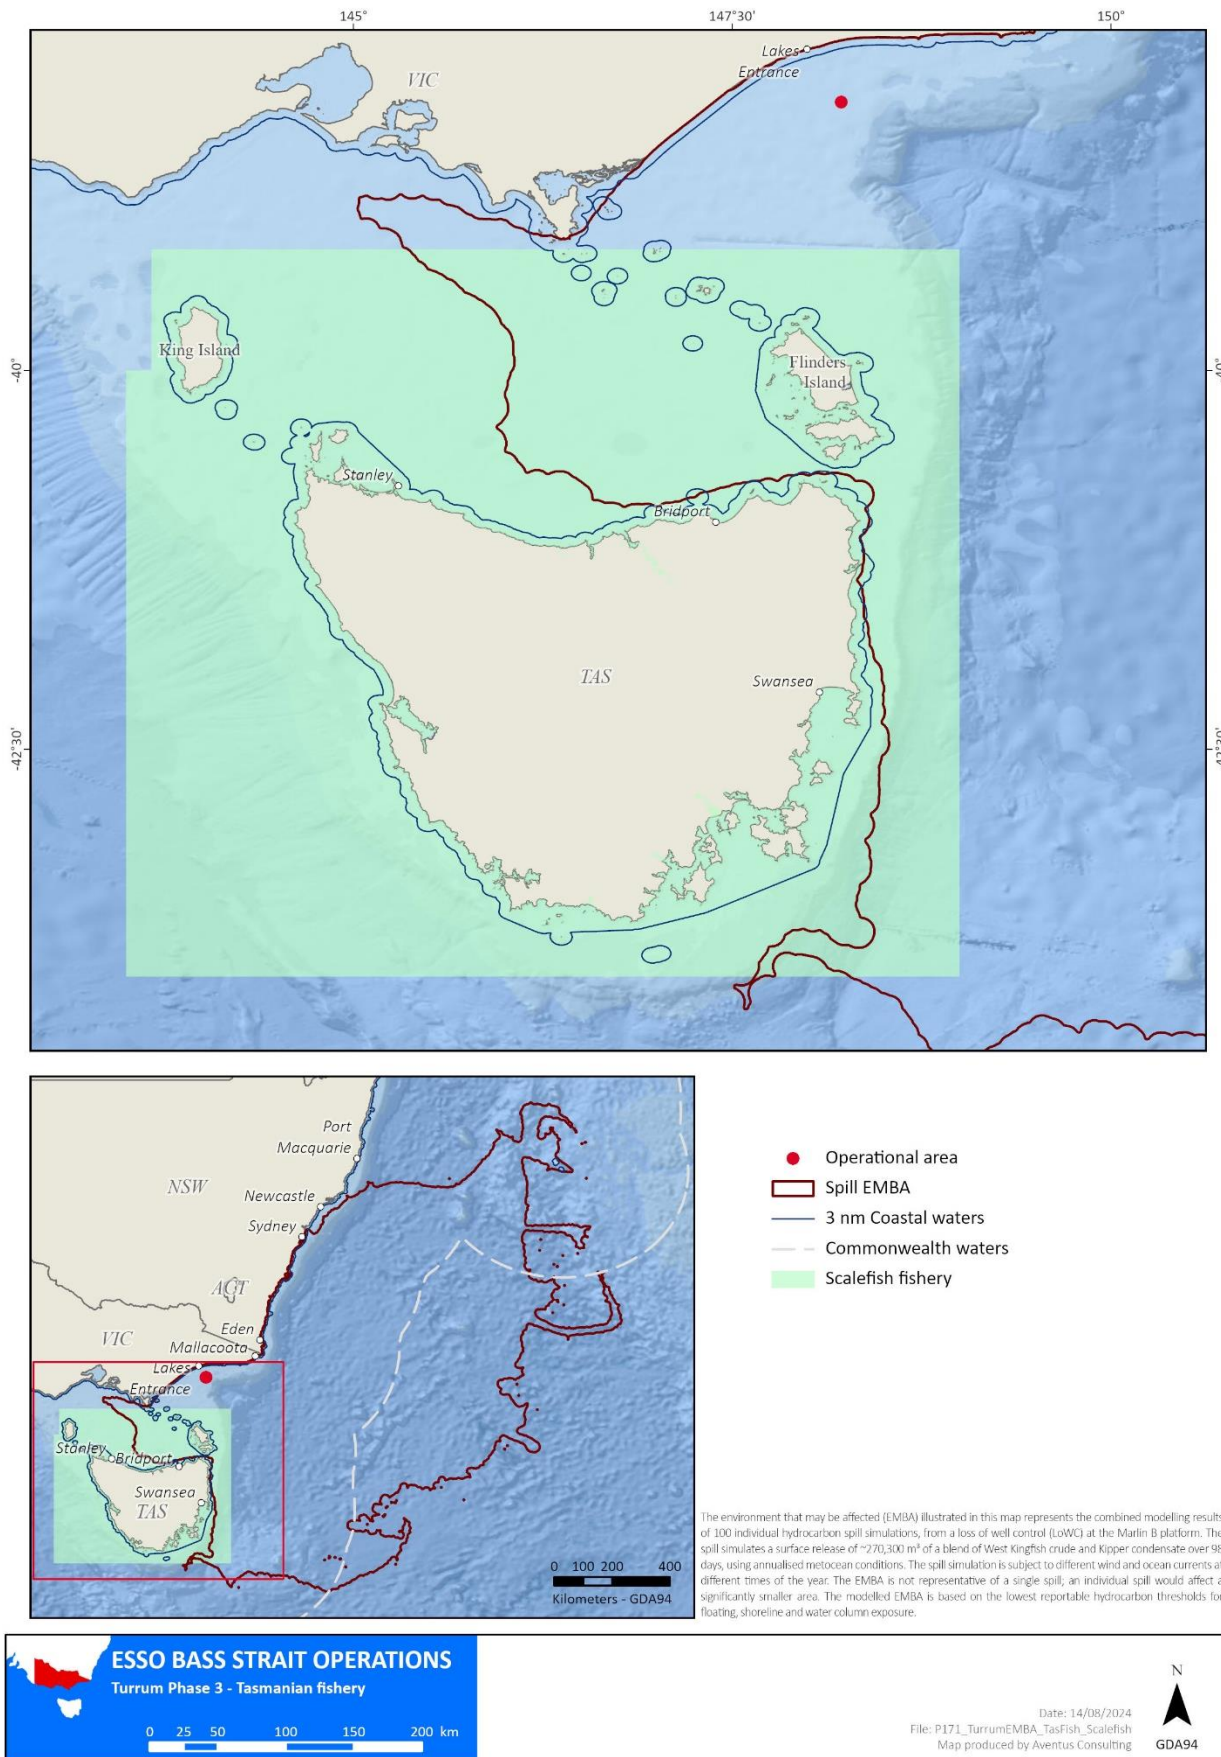 145°
147°30'
150°
Lakes
Entrance
VIC
-40°
-40°
King Island
Flinders
Island
Stanley
Bridport
TAS
Swansea
-42°30'
-42°30'
Port
Macquarie
NSW
Newcastle
Sydney
ACT
Eden
VIC
Mallacoota
Lakes
Entrance
Stanley
Bridport
Swansea
TAS
0 100 200 400
Kilometers - GDA94
Operational area
Spill EMBA
3 nm Coastal waters
Commonwealth waters
Scalefish fishery
The environment that may be affected (EMBA) illustrated in this map represents the combined modelling results
of 100 individual hydrocarbon spill simulations, from a loss of well control (LoWC) at the Marlin B platform. The
spill simulates a surface release of ~270,300 m³ of a blend of West Kingfish crude and Kipper condensate over 98
days, using annualised metocean conditions. The spill simulation is subject to different wind and ocean currents at
different times of the year. The EMBA is not representative of a single spill; an individual spill would affect a
significantly smaller area. The modelled EMBA is based on the lowest reportable hydrocarbon thresholds for
floating, shoreline and water column exposure.
ESSO BASS STRAIT OPERATIONS
Turrum Phase 3 - Tasmanian fishery
0 25 50 100 150 200 km
N
Date: 14/08/2024
File: P171_TurrumEMBA_TasFish_Scalefish
Map produced by Aventus Consulting
GDA94